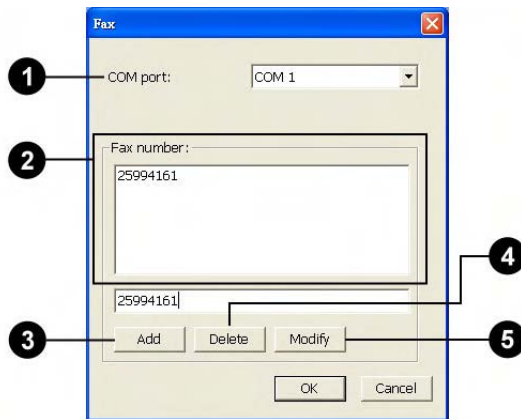 Fax
1
COM port:
COM 1
2
Fax number:
25994161
4
25994161
3
Add
Delete
Modify
5
OK
Cancel